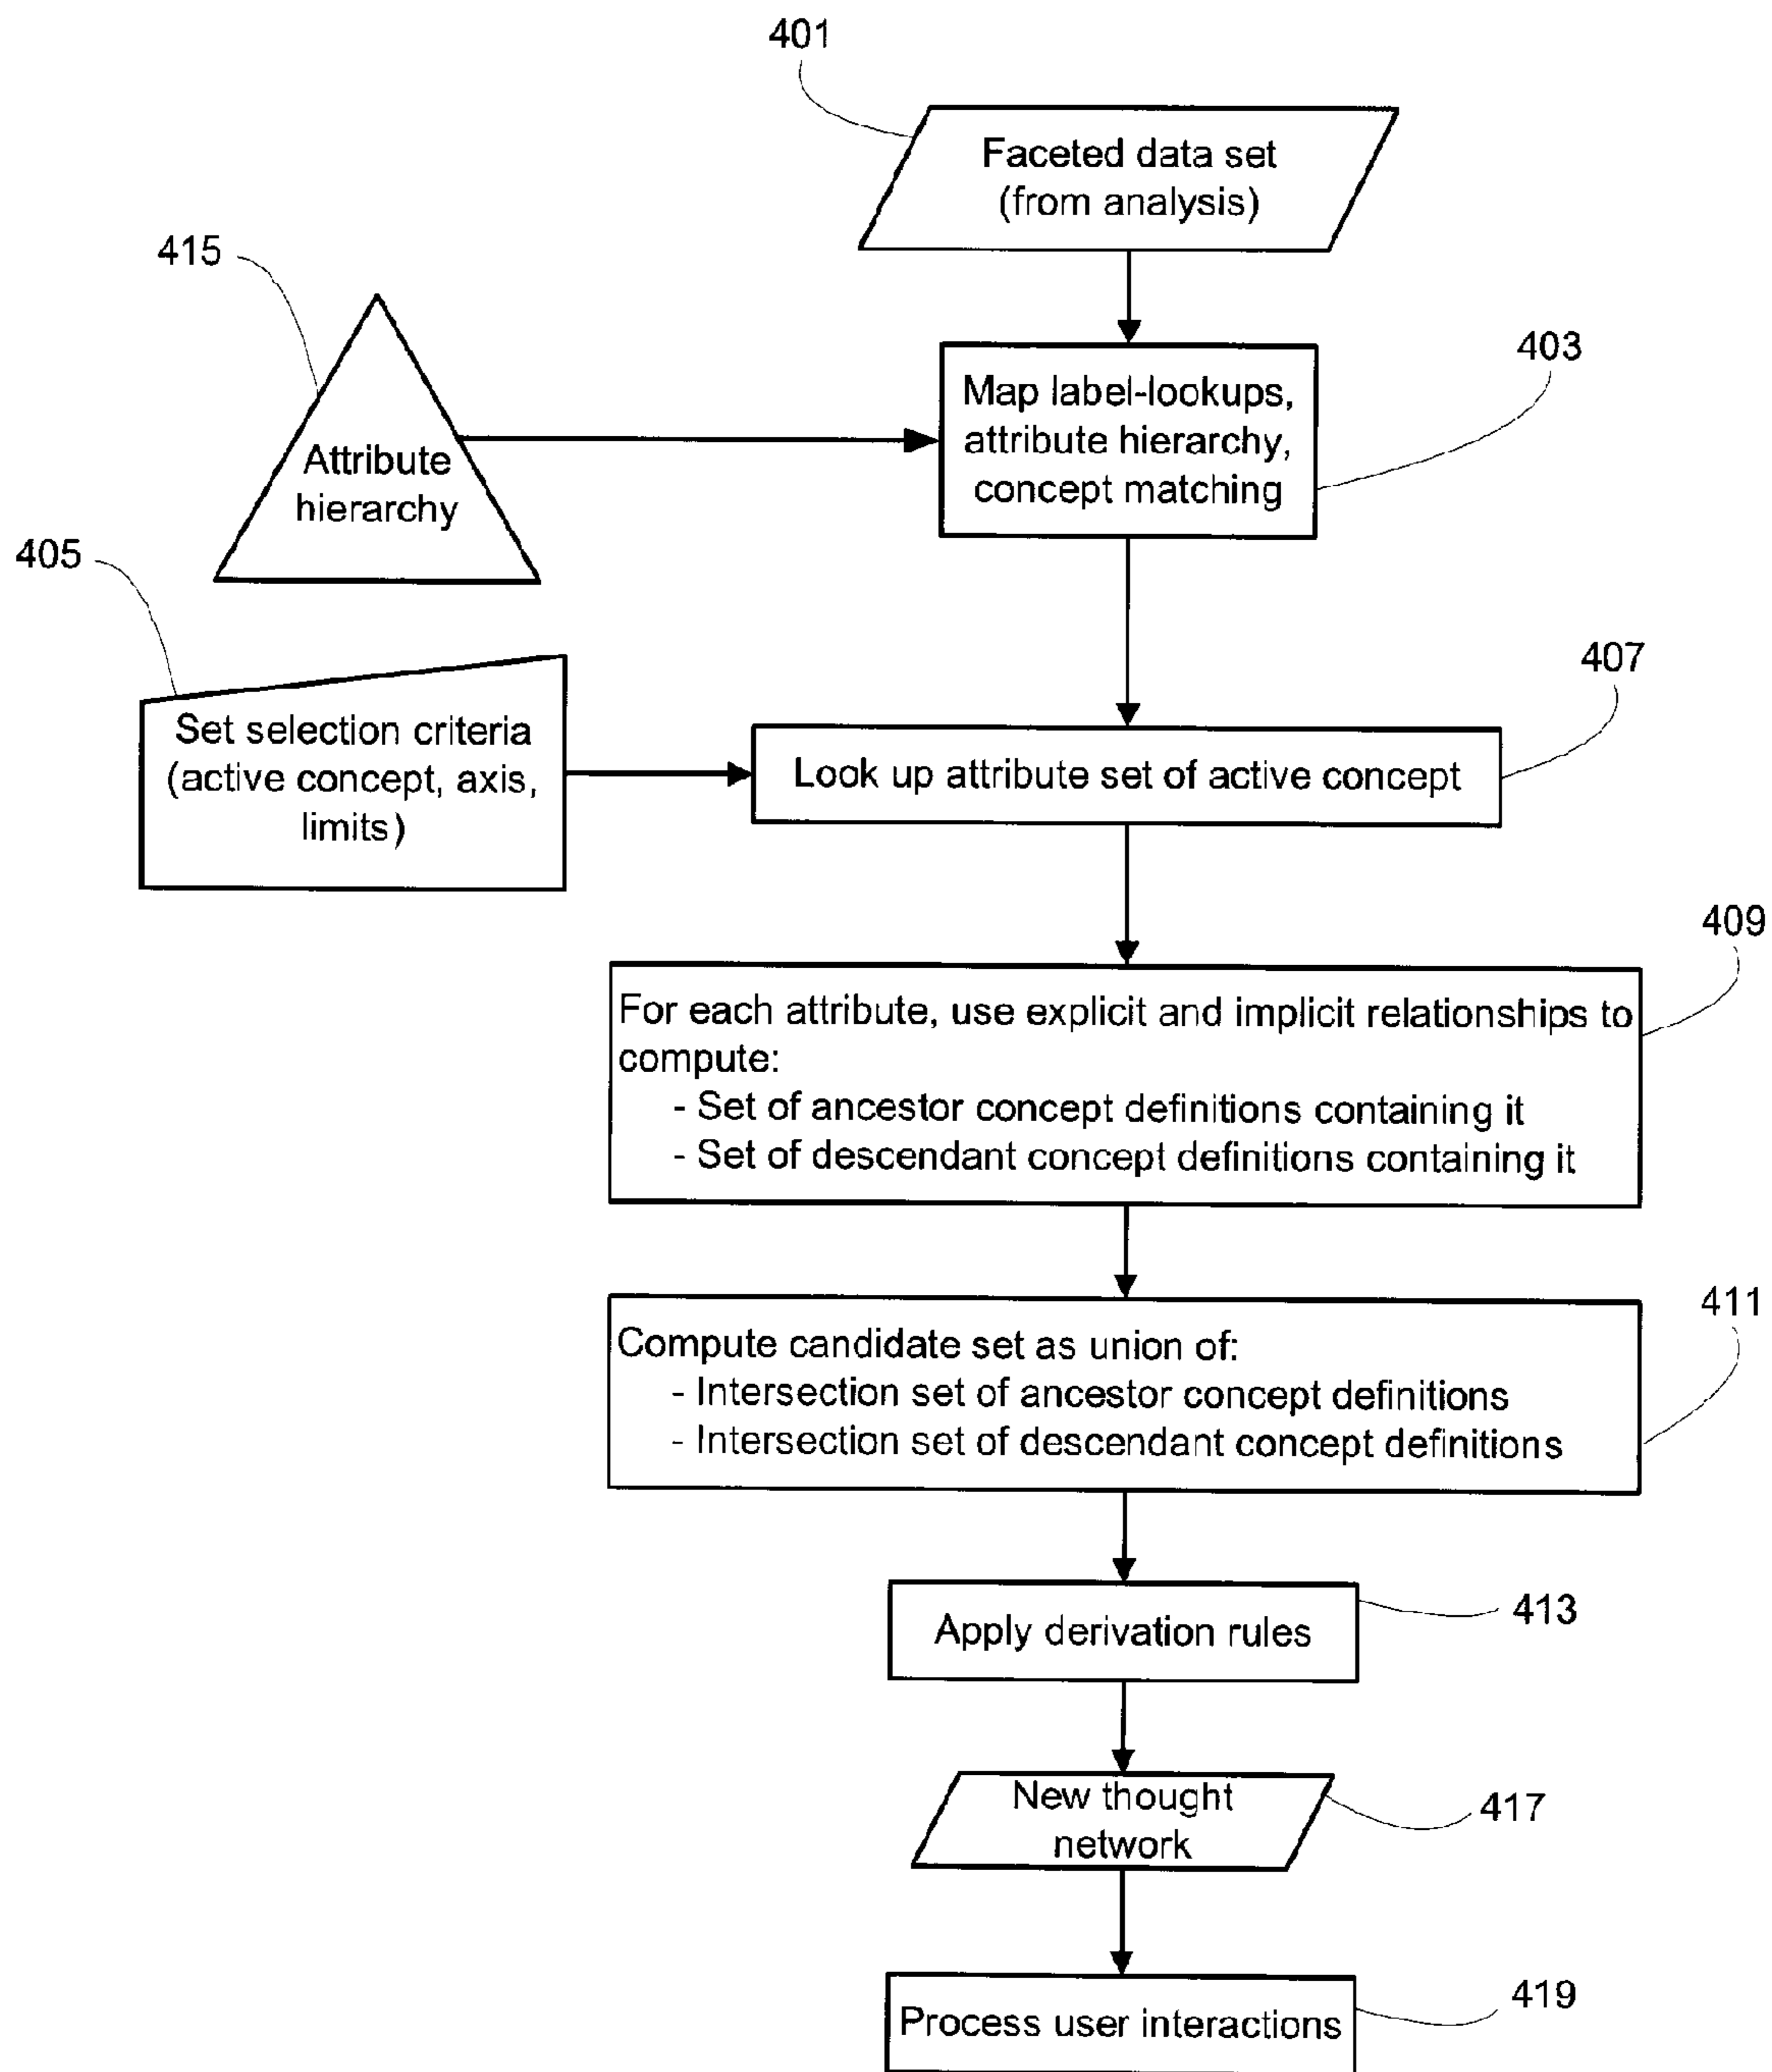 401
Faceted data set
(from analysis)
415
403
Map label-lookups,
attribute hierarchy,
concept matching
Attribute
hierarchy
405
407
Set selection criteria
(active concept, axis,
limits)
Look up attribute set of active concept
409
For each attribute, use explicit and implicit relationships to
compute:
- Set of ancestor concept definitions containing it
- Set of descendant concept definitions containing it
411
Compute candidate set as union of:
- Intersection set of ancestor concept definitions
- Intersection set of descendant concept definitions
413
Apply derivation rules
New thought
network
417
419
Process user interactions